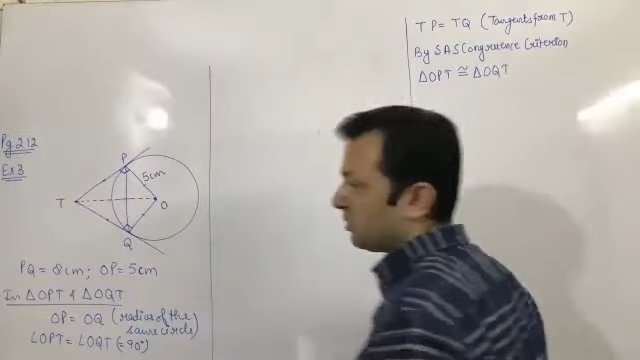 Pg 212
Ex 3
P
5cm
T
O
Q
PQ = 8cm ; OP = 5cm
In ΔOPT & ΔOQT
OP = OQ (radius of the
same circle)
∠OPT = ∠OQT (= 90°)
TP = TQ (Tangents from T)
By SAS Congruence Criterion
ΔOPT ≅ ΔOQT